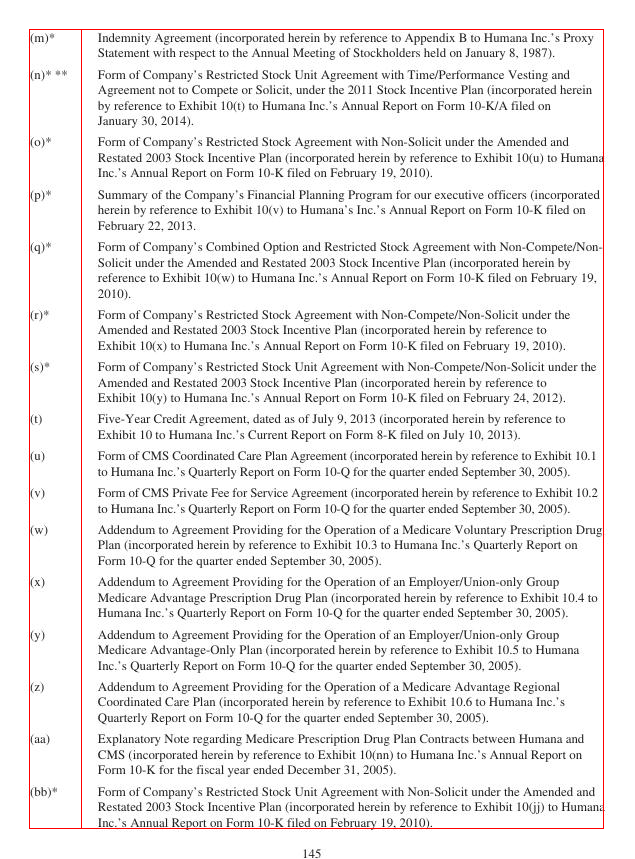 (m)* Indemnity Agreement (incorporated herein by reference to Appendix B to Humana Inc.’s Proxy
Statement with respect to the Annual Meeting of Stockholders held on January 8, 1987).
(n)* ** Form of Company’s Restricted Stock Unit Agreement with Time/Performance Vesting and
Agreement not to Compete or Solicit, under the 2011 Stock Incentive Plan (incorporated herein
by reference to Exhibit 10(t) to Humana Inc.’s Annual Report on Form 10-K/A filed on
January 30, 2014).
(o)* Form of Company’s Restricted Stock Agreement with Non-Solicit under the Amended and
Restated 2003 Stock Incentive Plan (incorporated herein by reference to Exhibit 10(u) to Humana
Inc.’s Annual Report on Form 10-K filed on February 19, 2010).
(p)* Summary of the Company’s Financial Planning Program for our executive officers (incorporated
herein by reference to Exhibit 10(v) to Humana’s Inc.’s Annual Report on Form 10-K filed on
February 22, 2013.
(q)* Form of Company’s Combined Option and Restricted Stock Agreement with Non-Compete/Non-
Solicit under the Amended and Restated 2003 Stock Incentive Plan (incorporated herein by
reference to Exhibit 10(w) to Humana Inc.’s Annual Report on Form 10-K filed on February 19,
2010).
(r)* Form of Company’s Restricted Stock Agreement with Non-Compete/Non-Solicit under the
Amended and Restated 2003 Stock Incentive Plan (incorporated herein by reference to
Exhibit 10(x) to Humana Inc.’s Annual Report on Form 10-K filed on February 19, 2010).
(s)* Form of Company’s Restricted Stock Unit Agreement with Non-Compete/Non-Solicit under the
Amended and Restated 2003 Stock Incentive Plan (incorporated herein by reference to
Exhibit 10(y) to Humana Inc.’s Annual Report on Form 10-K filed on February 24, 2012).
(t) Five-Year Credit Agreement, dated as of July 9, 2013 (incorporated herein by reference to
Exhibit 10 to Humana Inc.’s Current Report on Form 8-K filed on July 10, 2013).
(u) Form of CMS Coordinated Care Plan Agreement (incorporated herein by reference to Exhibit 10.1
to Humana Inc.’s Quarterly Report on Form 10-Q for the quarter ended September 30, 2005).
(v) Form of CMS Private Fee for Service Agreement (incorporated herein by reference to Exhibit 10.2
to Humana Inc.’s Quarterly Report on Form 10-Q for the quarter ended September 30, 2005).
(w) Addendum to Agreement Providing for the Operation of a Medicare Voluntary Prescription Drug
Plan (incorporated herein by reference to Exhibit 10.3 to Humana Inc.’s Quarterly Report on
Form 10-Q for the quarter ended September 30, 2005).
(x) Addendum to Agreement Providing for the Operation of an Employer/Union-only Group
Medicare Advantage Prescription Drug Plan (incorporated herein by reference to Exhibit 10.4 to
Humana Inc.’s Quarterly Report on Form 10-Q for the quarter ended September 30, 2005).
(y) Addendum to Agreement Providing for the Operation of an Employer/Union-only Group
Medicare Advantage-Only Plan (incorporated herein by reference to Exhibit 10.5 to Humana
Inc.’s Quarterly Report on Form 10-Q for the quarter ended September 30, 2005).
(z) Addendum to Agreement Providing for the Operation of a Medicare Advantage Regional
Coordinated Care Plan (incorporated herein by reference to Exhibit 10.6 to Humana Inc.’s
Quarterly Report on Form 10-Q for the quarter ended September 30, 2005).
(aa) Explanatory Note regarding Medicare Prescription Drug Plan Contracts between Humana and
CMS (incorporated herein by reference to Exhibit 10(nn) to Humana Inc.’s Annual Report on
Form 10-K for the fiscal year ended December 31, 2005).
(bb)* Form of Company’s Restricted Stock Unit Agreement with Non-Solicit under the Amended and
Restated 2003 Stock Incentive Plan (incorporated herein by reference to Exhibit 10(jj) to Humana
Inc.’s Annual Report on Form 10-K filed on February 19, 2010).
145